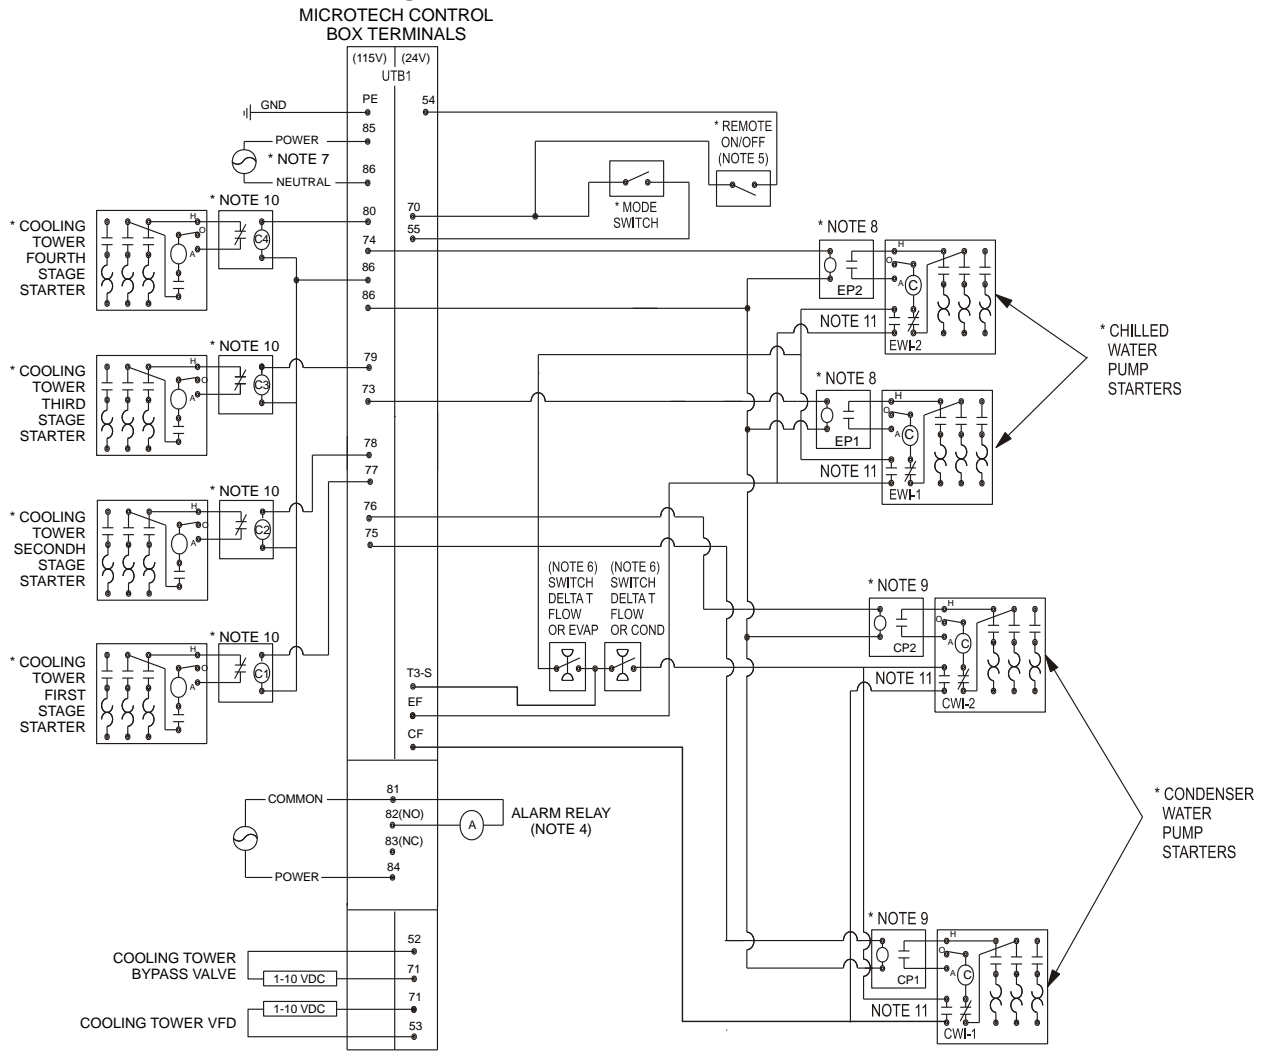 MICROTECH CONTROL
BOX TERMINALS
(115V) (24V)
UTB1
PE
54
GND
85
POWER
* NOTE 7
86
NEUTRAL
* REMOTE
ON/OFF
(NOTE 5)
* MODE
SWITCH
* NOTE 10
80
70
55
74
86
86
* COOLING
TOWER
FOURTH
STAGE
STARTER
H
O
A
C4
* NOTE 8
EP2
H
O
A
C
NOTE 11
EWI-2
* CHILLED
WATER
PUMP
STARTERS
* NOTE 10
79
73
* COOLING
TOWER
THIRD
STAGE
STARTER
H
O
A
C3
* NOTE 8
EP1
H
O
A
C
NOTE 11
EWI-1
78
77
* NOTE 10
76
75
* COOLING
TOWER
SECONDH
STAGE
STARTER
H
O
A
C2
(NOTE 6)
SWITCH
DELTA T
FLOW
OR EVAP
(NOTE 6)
SWITCH
DELTA T
FLOW
OR COND
* NOTE 9
CP2
H
O
A
C
NOTE 11
CWI-2
* NOTE 10
* COOLING
TOWER
FIRST
STAGE
STARTER
H
O
A
C1
T3-S
EF
CF
COMMON
81
82(NO)
A
ALARM RELAY
(NOTE 4)
83(NC)
84
POWER
* CONDENSER
WATER
PUMP
STARTERS
* NOTE 9
CP1
H
O
A
C
NOTE 11
CWI-1
COOLING TOWER
BYPASS VALVE
52
71
1-10 VDC
71
1-10 VDC
COOLING TOWER VFD
53